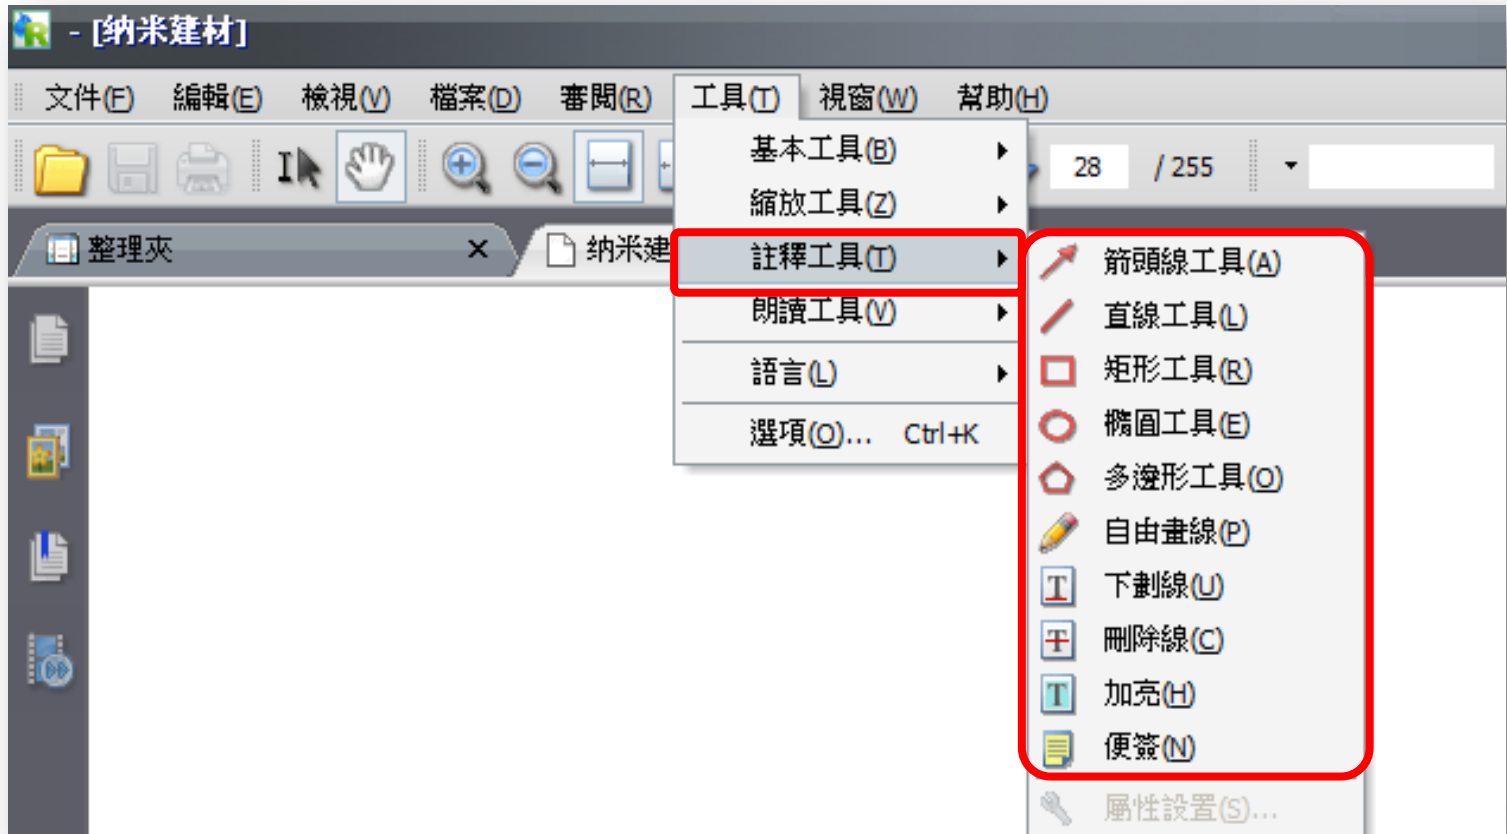 - [纳米建材]
文件(F) 編輯(E) 檢視(V) 檔案(D) 審閱(R) 工具(T) 視窗(W) 幫助(H)
28 / 255
整理夾
纳米建
基本工具(B)
縮放工具(Z)
註釋工具(T)
朗讀工具(V)
語言(L)
選項(O)... Ctrl+K
箭頭線工具(A)
直線工具(L)
矩形工具(R)
橢圓工具(E)
多邊形工具(O)
自由畫線(P)
下劃線(U)
刪除線(C)
加亮(H)
便簽(N)
屬性設置(S)...